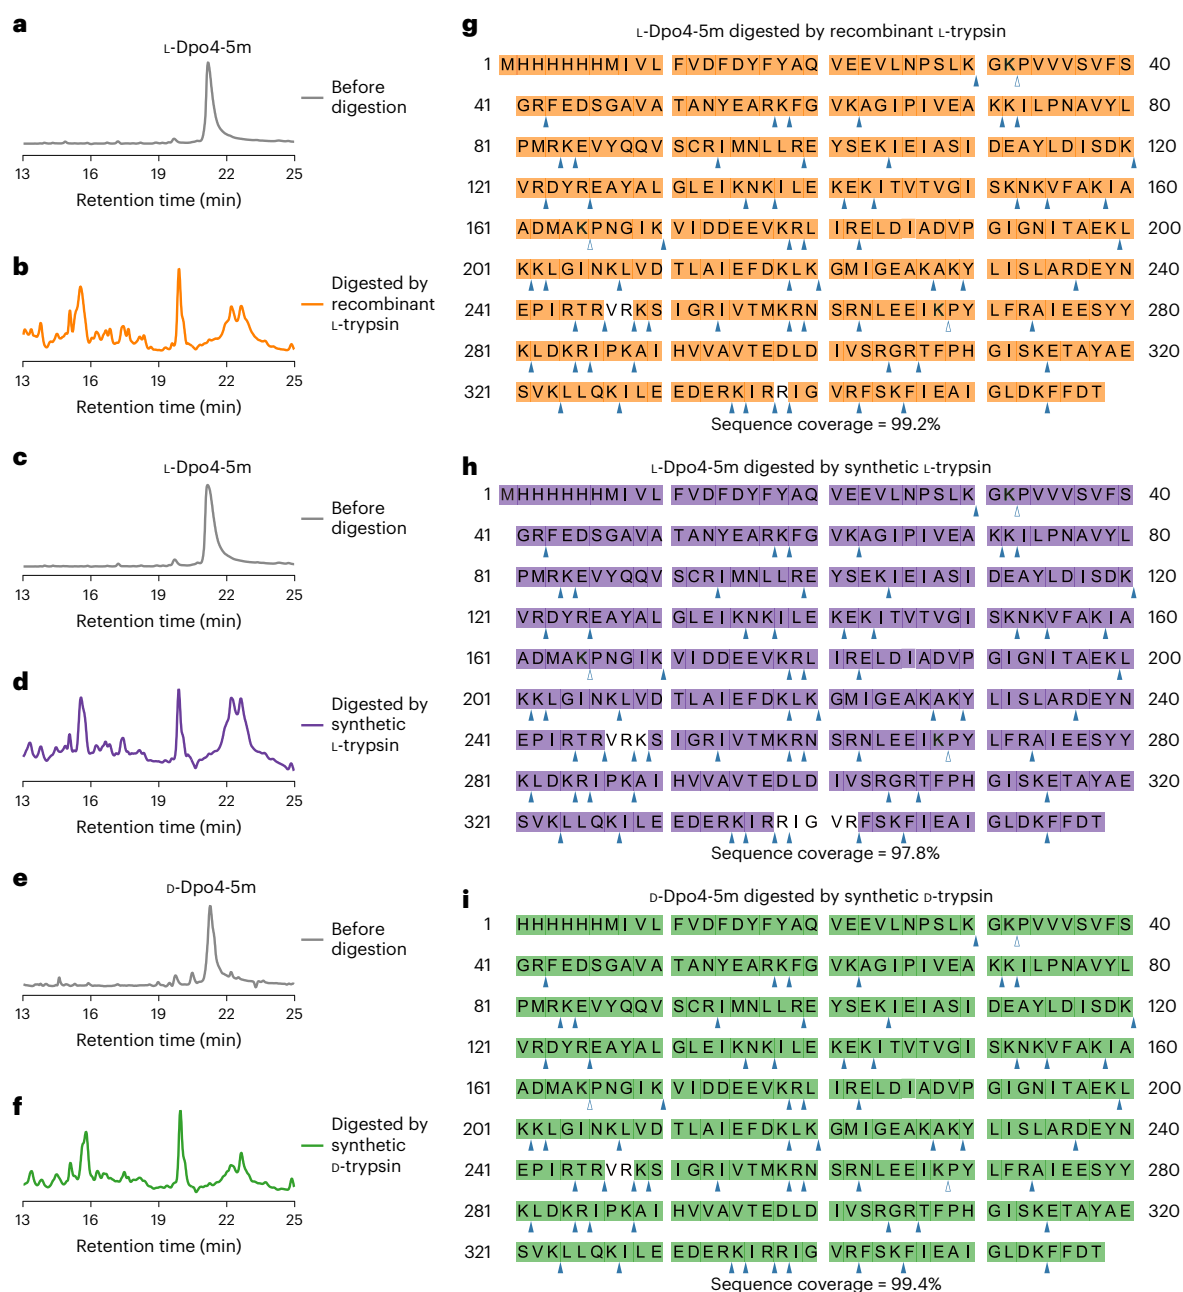 a
L-Dpo4-5m
Before
digestion
13 16 19 22 25
Retention time (min)
b
Digested by
recombinant
L-trypsin
13 16 19 22 25
Retention time (min)
c
L-Dpo4-5m
Before
digestion
13 16 19 22 25
Retention time (min)
d
Digested by
synthetic
L-trypsin
13 16 19 22 25
Retention time (min)
e
D-Dpo4-5m
Before
digestion
13 16 19 22 25
Retention time (min)
f
Digested by
synthetic
D-trypsin
13 16 19 22 25
Retention time (min)
g
L-Dpo4-5m digested by recombinant L-trypsin
1 MHHHHHHMIVL FVDFDYFYAQ VEEVLNPSLK GKPVVVSVFS 40
41 GRFEDSGAVA TANYEARKFG VKAGIPIVEA KKILPNAVYL 80
81 PMRKEVYQQV SCRIMNLLRE YSEKIEIASI DEAYLDISDK 120
121 VRDYREAYAL GLEIKNKILE KEKITVTVGI SKNKVFAKIA 160
161 ADMAKPNGIK VIDDEEVKRL IRELDIADVP GIGNITAEKL 200
201 KKLGINKLVD TLAIEFDKLK GMIGEAKAKY LISLARDEYN 240
241 EPIRTRVRKS IGRIVTMKRN SRNLEEIKPY LFRAIEESYY 280
281 KLDKRIPKAI HVVAVTEDLD IVSRGRTFPH GISKETAYAE 320
321 SVKLLQKILE EDERKIRRIG VRFSKFIEAI GLDKFFDT
Sequence coverage = 99.2%
h
L-Dpo4-5m digested by synthetic L-trypsin
1 MHHHHHHMIVL FVDFDYFYAQ VEEVLNPSLK GKPVVVSVFS 40
41 GRFEDSGAVA TANYEARKFG VKAGIPIVEA KKILPNAVYL 80
81 PMRKEVYQQV SCRIMNLLRE YSEKIEIASI DEAYLDISDK 120
121 VRDYREAYAL GLEIKNKILE KEKITVTVGI SKNKVFAKIA 160
161 ADMAKPNGIK VIDDEEVKRL IRELDIADVP GIGNITAEKL 200
201 KKLGINKLVD TLAIEFDKLK GMIGEAKAKY LISLARDEYN 240
241 EPIRTRVRKS IGRIVTMKRN SRNLEEIKPY LFRAIEESYY 280
281 KLDKRIPKAI HVVAVTEDLD IVSRGRTFPH GISKETAYAE 320
321 SVKLLQKILE EDERKIRRIG VRFSKFIEAI GLDKFFDT
Sequence coverage = 97.8%
i
D-Dpo4-5m digested by synthetic D-trypsin
1 HHHHHHMIVL FVDFDYFYAQ VEEVLNPSLK GKPVVVSVFS 40
41 GRFEDSGAVA TANYEARKFG VKAGIPIVEA KKILPNAVYL 80
81 PMRKEVYQQV SCRIMNLLRE YSEKIEIASI DEAYLDISDK 120
121 VRDYREAYAL GLEIKNKILE KEKITVTVGI SKNKVFAKIA 160
161 ADMAKPNGIK VIDDEEVKRL IRELDIADVP GIGNITAEKL 200
201 KKLGINKLVD TLAIEFDKLK GMIGEAKAKY LISLARDEYN 240
241 EPIRTRVRKS IGRIVTMKRN SRNLEEIKPY LFRAIEESYY 280
281 KLDKRIPKAI HVVAVTEDLD IVSRGRTFPH GISKETAYAE 320
321 SVKLLQKILE EDERKIRRIG VRFSKFIEAI GLDKFFDT
Sequence coverage = 99.4%